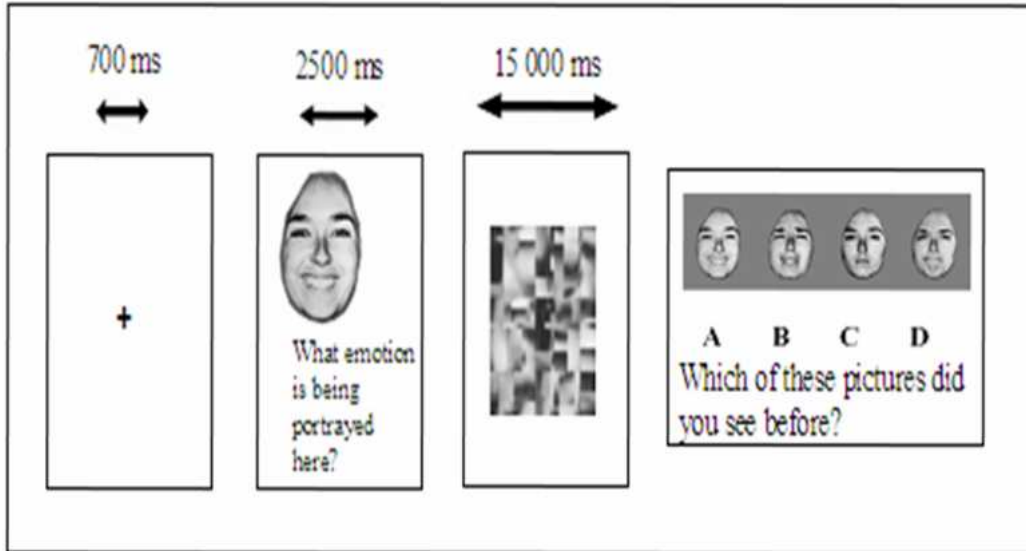 700 ms
2500 ms
15 000 ms
+
What emotion
is being
portrayed
here?
A B C D
Which of these pictures did
you see before?